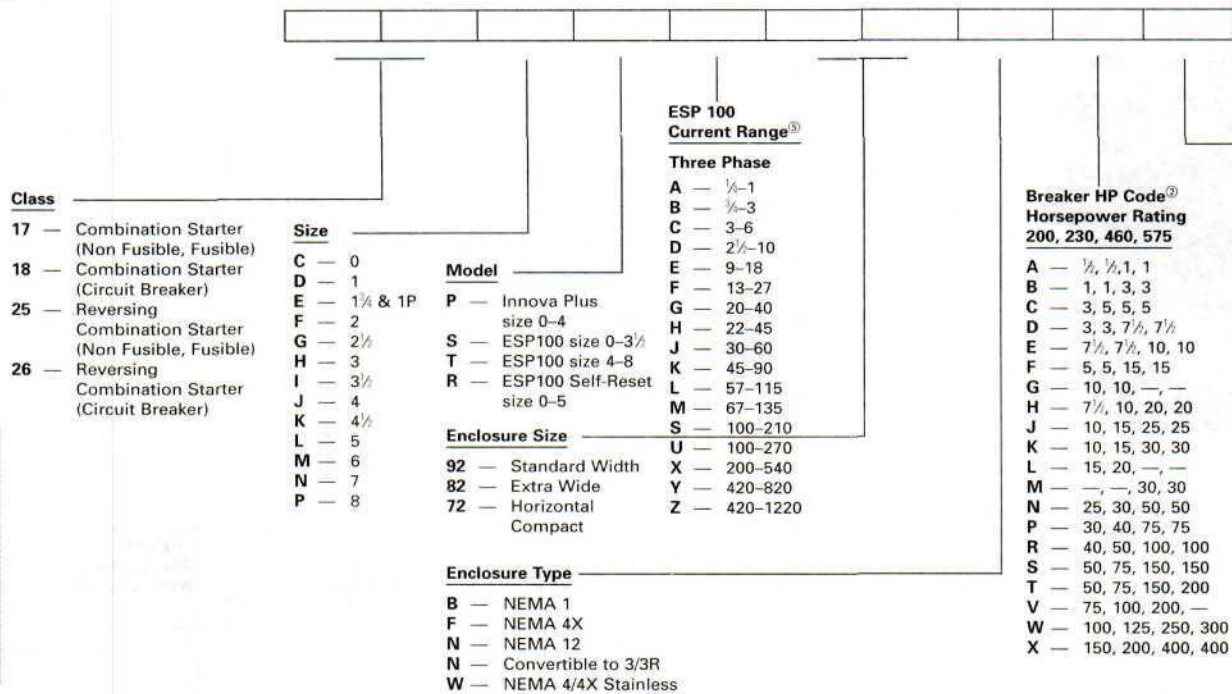 Class
17 — Combination Starter
(Non Fusible, Fusible)
18 — Combination Starter
(Circuit Breaker)
25 — Reversing
Combination Starter
(Non Fusible, Fusible)
26 — Reversing
Combination Starter
(Circuit Breaker)
Size
C — 0
D — 1
E — 1¾ & 1P
F — 2
G — 2½
H — 3
I — 3½
J — 4
K — 4½
L — 5
M — 6
N — 7
P — 8
Model
P — Innova Plus
size 0–4
S — ESP100 size 0–3½
T — ESP100 size 4–8
R — ESP100 Self-Reset
size 0–5
Enclosure Size
92 — Standard Width
82 — Extra Wide
72 — Horizontal
Compact
Enclosure Type
B — NEMA 1
F — NEMA 4X
N — NEMA 12
N — Convertible to 3/3R
W — NEMA 4/4X Stainless
ESP 100
Current Range⑤
Three Phase
A — –1
B — –3
C — 3–6
D — 2½–10
E — 9–18
F — 13–27
G — 20–40
H — 22–45
J — 30–60
K — 45–90
L — 57–115
M — 67–135
S — 100–210
U — 100–270
X — 200–540
Y — 420–820
Z — 420–1220
Breaker HP Code②
Horsepower Rating
200, 230, 460, 575
A — ½, ½, 1, 1
B — 1, 1, 3, 3
C — 3, 5, 5, 5
D — 3, 3, 7½, 7½
E — 7½, 7½, 10, 10
F — 5, 5, 15, 15
G — 10, 10, —, —
H — 7½, 10, 20, 20
J — 10, 15, 25, 25
K — 10, 15, 30, 30
L — 15, 20, —, —
M — —, —, 30, 30
N — 25, 30, 50, 50
P — 30, 40, 75, 75
R — 40, 50, 100, 100
S — 50, 75, 150, 150
T — 50, 75, 150, 200
V — 75, 100, 200, —
W — 100, 125, 250, 300
X — 150, 200, 400, 400